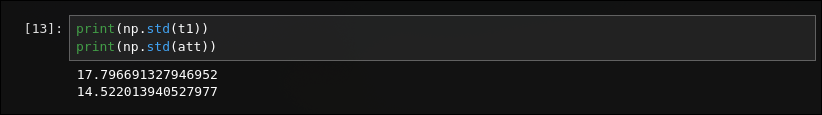 [13]: print(np.std(t1))
print(np.std(att))
17.796691327946952
14.522013940527977